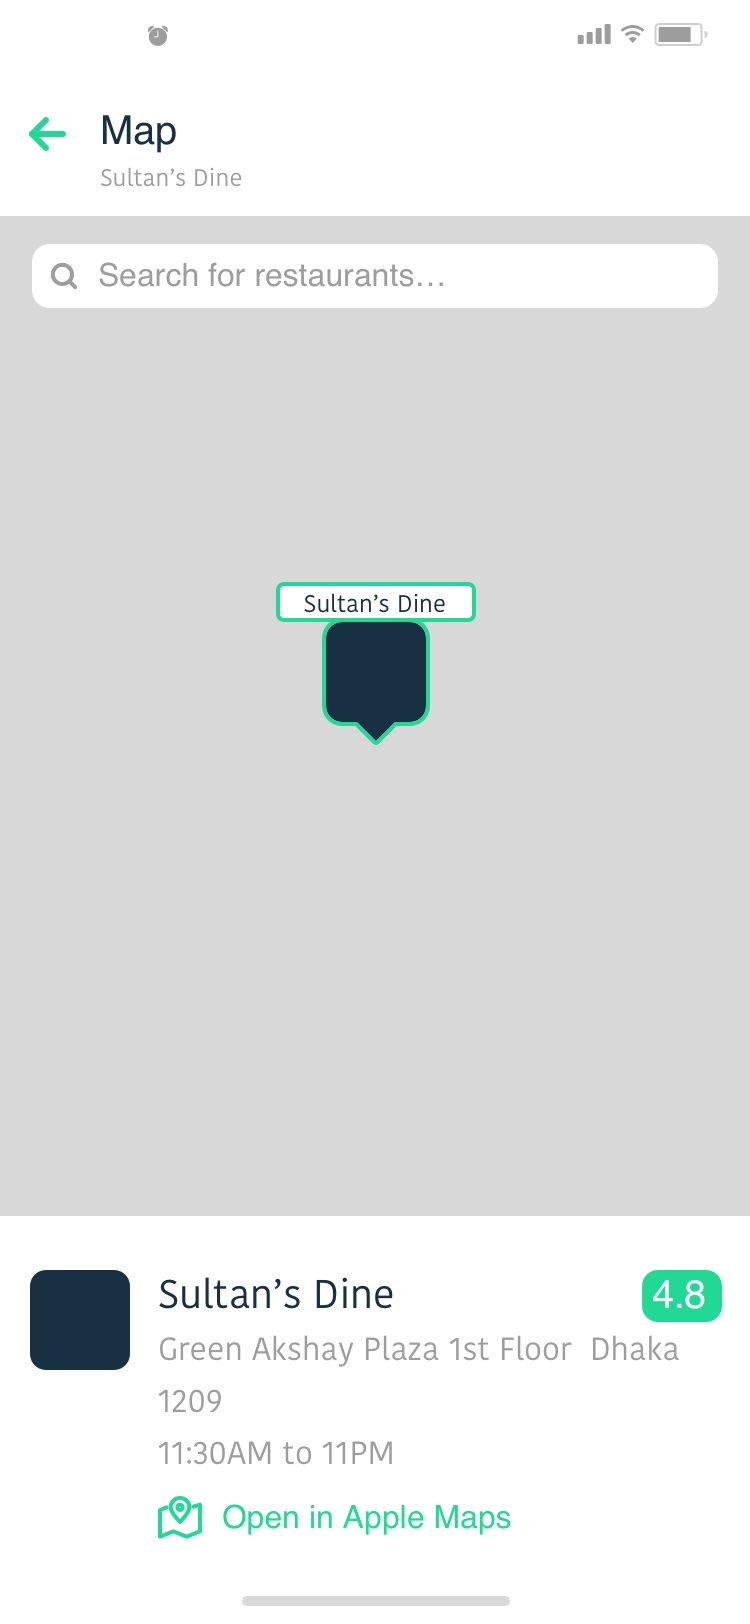 Map
Sultan’s Dine
Search for restaurants...
Sultan’s Dine
Sultan’s Dine
4.8
Green Akshay Plaza 1st Floor  Dhaka
1209
11:30AM to 11PM
Open in Apple Maps